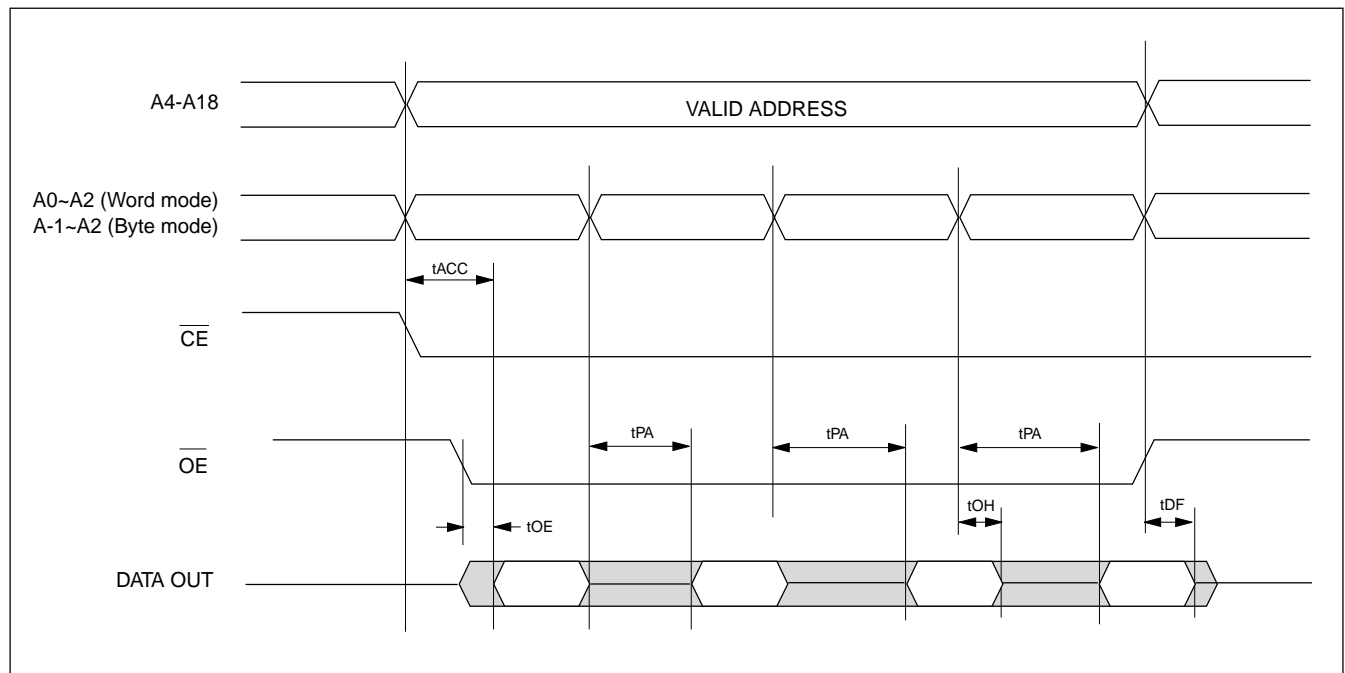 A4-A18
VALID ADDRESS
A0~A2 (Word mode)
A-1~A2 (Byte mode)
tACC
CE
tPA
tPA
tPA
OE
tOH
tDF
tOE
DATA OUT